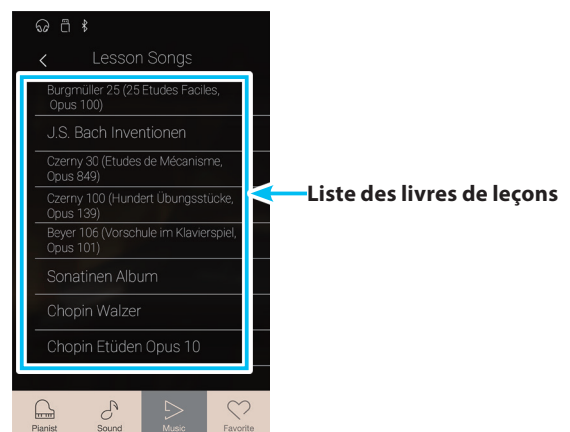 Lesson Songs
Burgmüller 25 (25 Etudes Faciles,
Opus 100)
J.S. Bach Inventionen
Czerny 30 (Etudes de Mécanisme,
Opus 849)
Liste des livres de leçons
Czerny 100 (Hundert Übungsstücke,
Opus 139)
Beyer 106 (Vorschule im Klavierspiel,
Opus 101)
Sonatinen Album
Chopin Walzer
Chopin Etüden Opus 10
Pianist
Sound
Music
Favorite